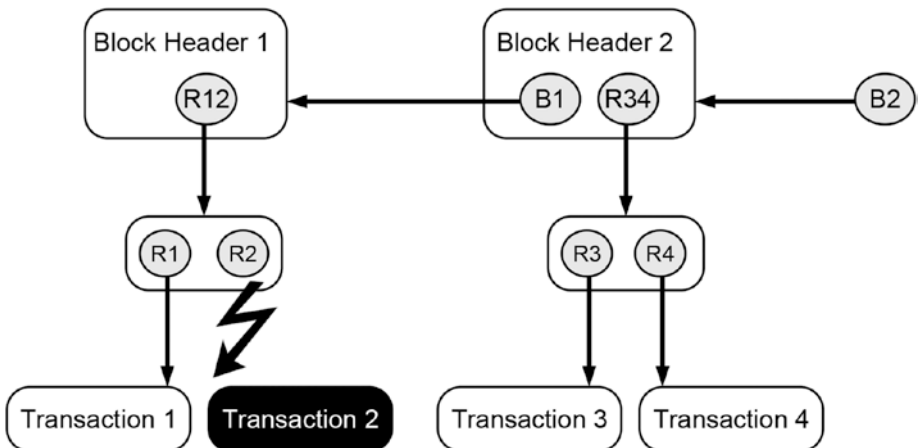 Block Header 1
Block Header 2
R12
B1
R34
B2
R1
R2
R3
R4
Transaction 1
Transaction 2
Transaction 3
Transaction 4